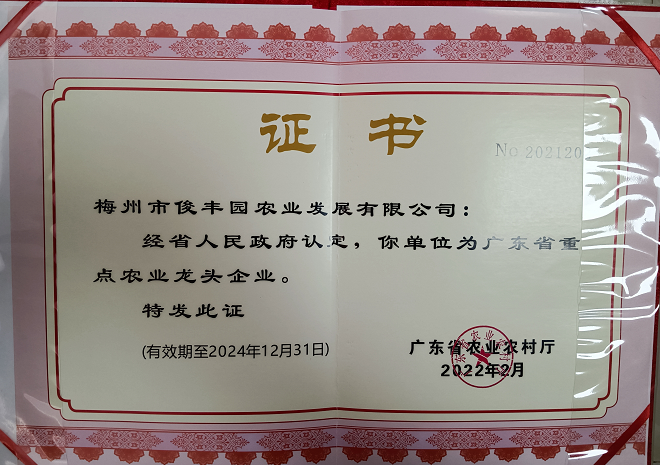 证书
No 202120
梅州市俊丰园农业发展有限公司：
经省人民政府认定，你单位为广东省重
点农业龙头企业。
特发此证
(有效期至2024年12月31日)
广东省农业农村厅
2022年2月